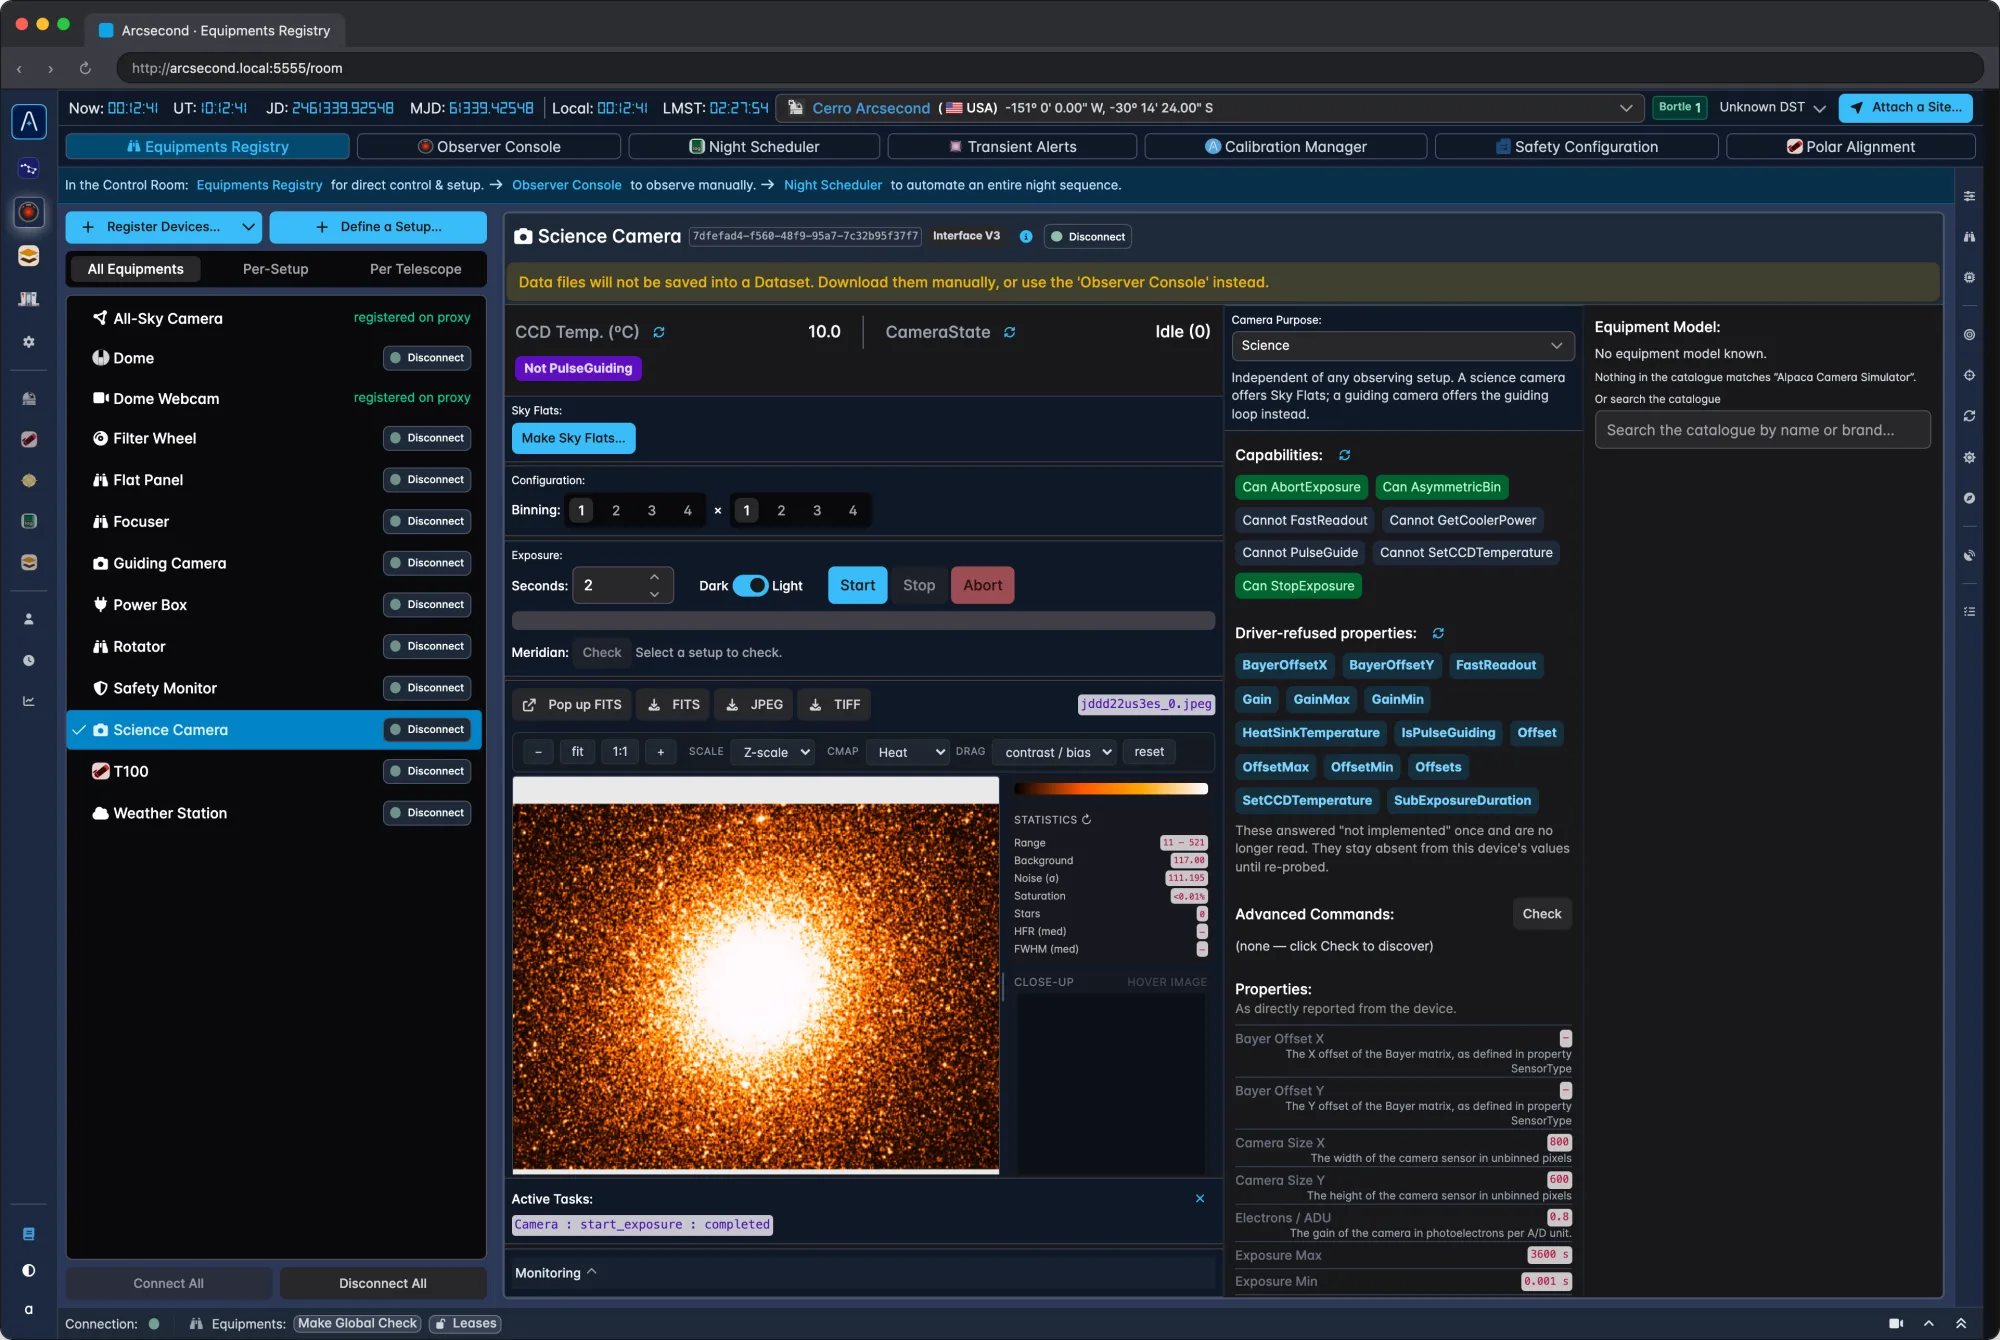 Arcsecond · Equipments Registry
http://arcsecond.local:5555/room
Now: 00:12:41 UT: 10:12:41 JD: 2461339.92548 MJD: 61339.42548 Local: 00:12:41 LMST: 02:27:54 Cerro Arcsecond ( USA) -151° 0' 0.00" W, -30° 14' 24.00" S Bortle 1 Unknown DST Attach a Site...
Equipments Registry Observer Console Night Scheduler Transient Alerts Calibration Manager Safety Configuration Polar Alignment
In the Control Room: Equipments Registry for direct control & setup. → Observer Console to observe manually. → Night Scheduler to automate an entire night sequence.
+ Register Devices... + Define a Setup...
All Equipments Per-Setup Per Telescope
All-Sky Camera registered on proxy
Dome Disconnect
Dome Webcam registered on proxy
Filter Wheel Disconnect
Flat Panel Disconnect
Focuser Disconnect
Guiding Camera Disconnect
Power Box Disconnect
Rotator Disconnect
Safety Monitor Disconnect
Science Camera Disconnect
T100 Disconnect
Weather Station Disconnect
Connect All Disconnect All
Science Camera 7dfefad4-f560-48f9-95a7-7c32b95f37f7 Interface V3 Disconnect
Data files will not be saved into a Dataset. Download them manually, or use the 'Observer Console' instead.
CCD Temp. (ºC) 10.0 CameraState Idle (0)
Not PulseGuiding
Sky Flats:
Make Sky Flats...
Configuration:
Binning: 1 2 3 4 × 1 2 3 4
Exposure:
Seconds: 2 Dark Light Start Stop Abort
Meridian: Check Select a setup to check.
Pop up FITS FITS JPEG TIFF jddd22us3es_0.jpeg
− fit 1:1 + SCALE Z-scale CMAP Heat DRAG contrast / bias reset
STATISTICS
Range 11 – 521
Background 117.00
Noise (σ) 111.195
Saturation <0.01%
Stars 0
HFR (med) –
FWHM (med) –
CLOSE-UP HOVER IMAGE
Active Tasks:
Camera : start_exposure : completed
Monitoring
Camera Purpose:
Science
Independent of any observing setup. A science camera
offers Sky Flats; a guiding camera offers the guiding
loop instead.
Capabilities:
Can AbortExposure Can AsymmetricBin
Cannot FastReadout Cannot GetCoolerPower
Cannot PulseGuide Cannot SetCCDTemperature
Can StopExposure
Driver-refused properties:
BayerOffsetX BayerOffsetY FastReadout
Gain GainMax GainMin
HeatSinkTemperature IsPulseGuiding Offset
OffsetMax OffsetMin Offsets
SetCCDTemperature SubExposureDuration
These answered "not implemented" once and are no
longer read. They stay absent from this device's values
until re-probed.
Advanced Commands: Check
(none — click Check to discover)
Properties:
As directly reported from the device.
Bayer Offset X –
The X offset of the Bayer matrix, as defined in property
SensorType
Bayer Offset Y –
The Y offset of the Bayer matrix, as defined in property
SensorType
Camera Size X 800
The width of the camera sensor in unbinned pixels
Camera Size Y 600
The height of the camera sensor in unbinned pixels
Electrons / ADU 0.8
The gain of the camera in photoelectrons per A/D unit.
Exposure Max 3600 s
Exposure Min 0.001 s
Equipment Model:
No equipment model known.
Nothing in the catalogue matches “Alpaca Camera Simulator”.
Or search the catalogue
Search the catalogue by name or brand...
Connection: Equipments: Make Global Check Leases